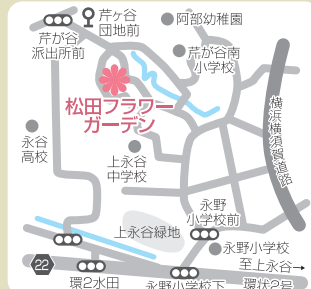 芹が谷
派出所前
芹ヶ谷
団地前
阿部幼稚園
芹が谷南
小学校
松田フラワー
ガーデン
横浜横須賀道路
永谷
高校
上永谷
中学校
上永谷緑地
永野
小学校前
永野小学校
至上永谷→
22
環2水田
永野小学校下
環状2号